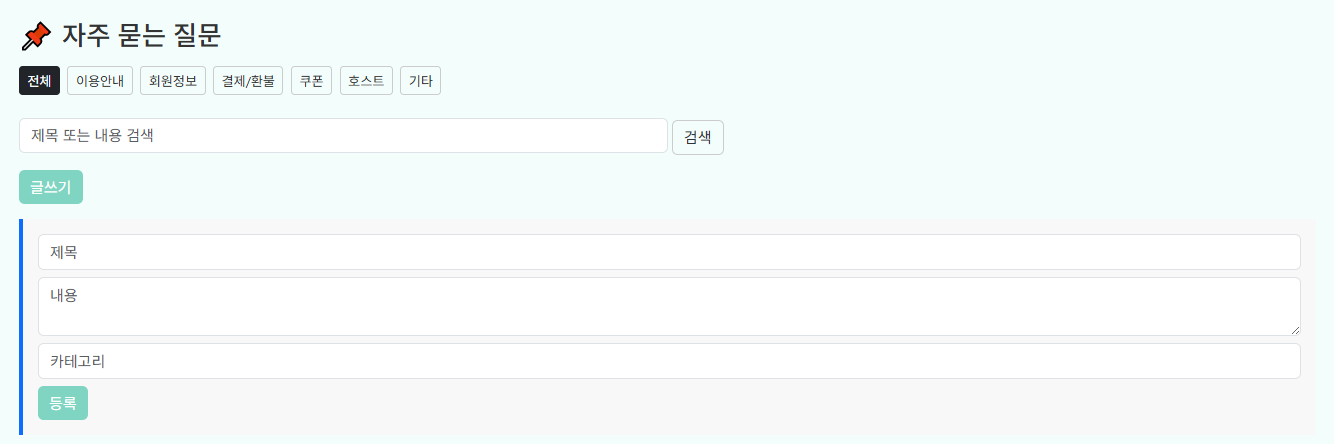 자주 묻는 질문
전체 이용안내 회원정보 결제/환불 쿠폰 호스트 기타
제목 또는 내용 검색 검색
글쓰기
제목
내용
카테고리
등록